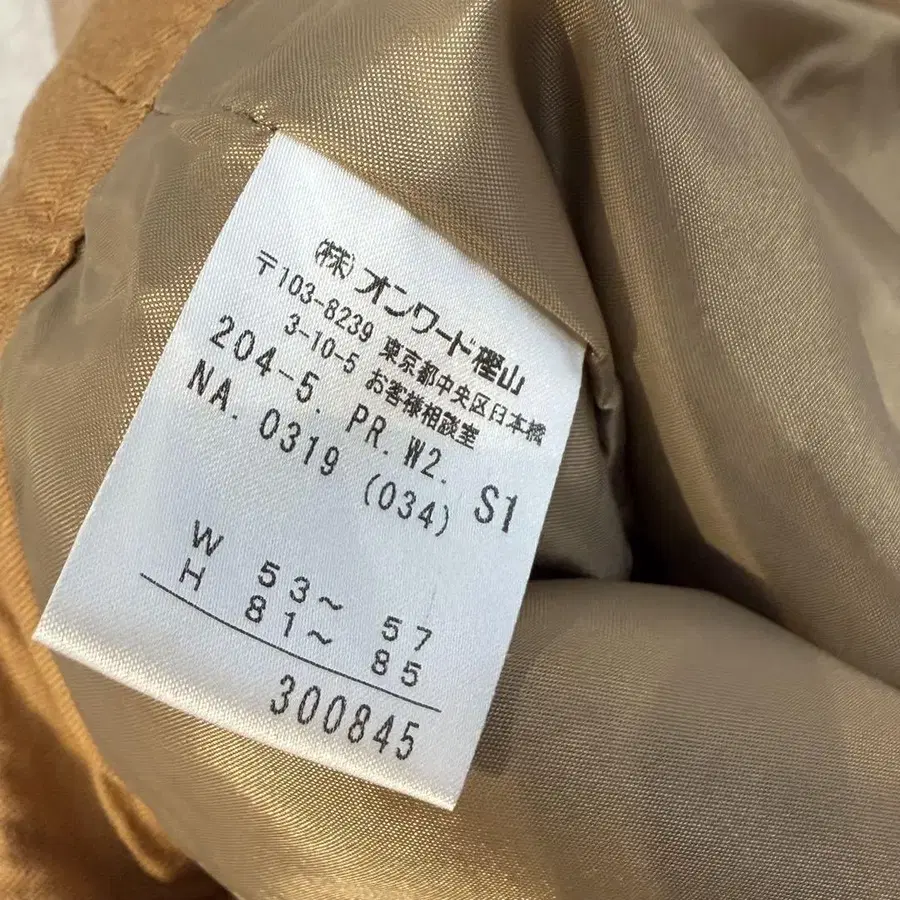 (株)オンワード樫山
〒103-8239 東京都中央区日本橋
3-10-5 お客様相談室
204-5. PR.W2. S1
NA. 0319 (034)
W 53〜 57
H 81〜 85
300845